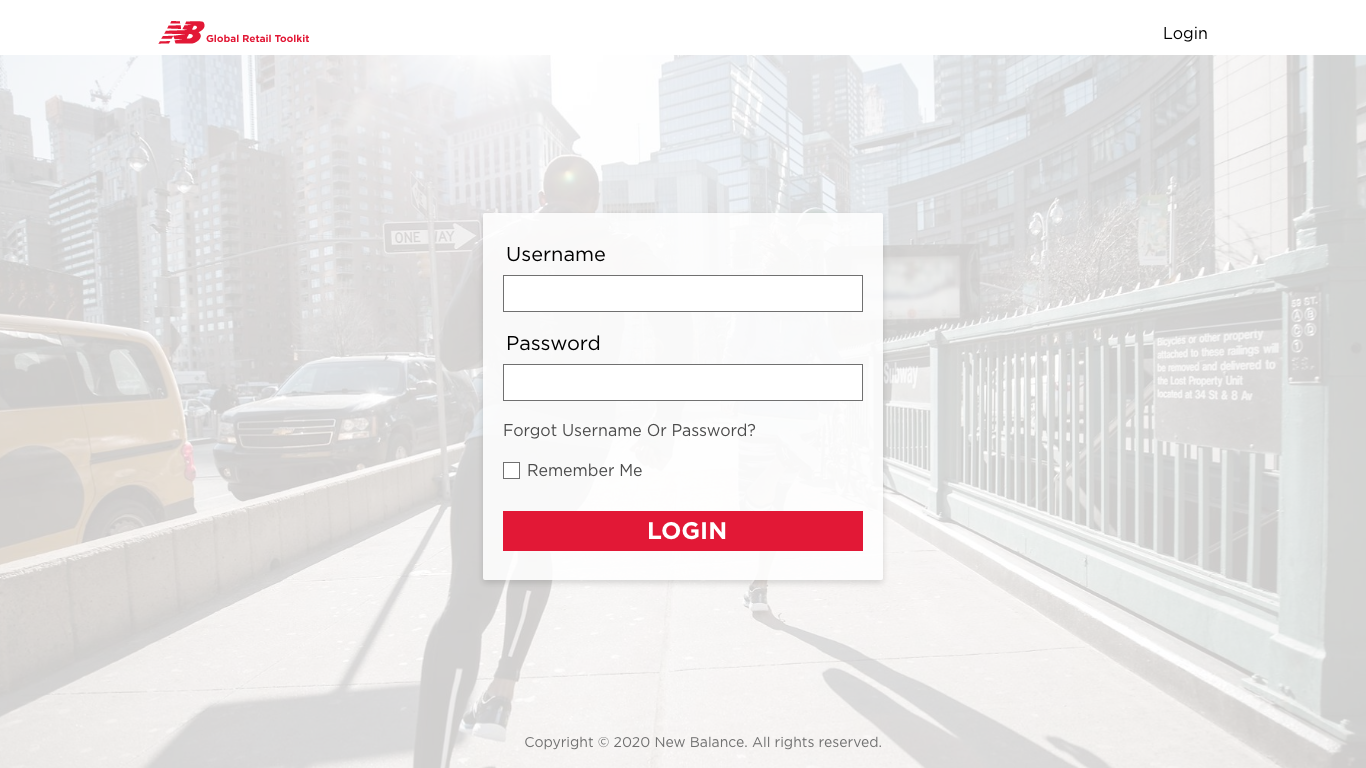 NB Global Retail Toolkit
Login
ONE WAY
Username
Password
Forgot Username Or Password?
Remember Me
LOGIN
59 ST
Bicycles or other property
attached to these railings will
be removed and delivered to
the Lost Property Unit
located at 34 St & 8 Av
Copyright © 2020 New Balance. All rights reserved.